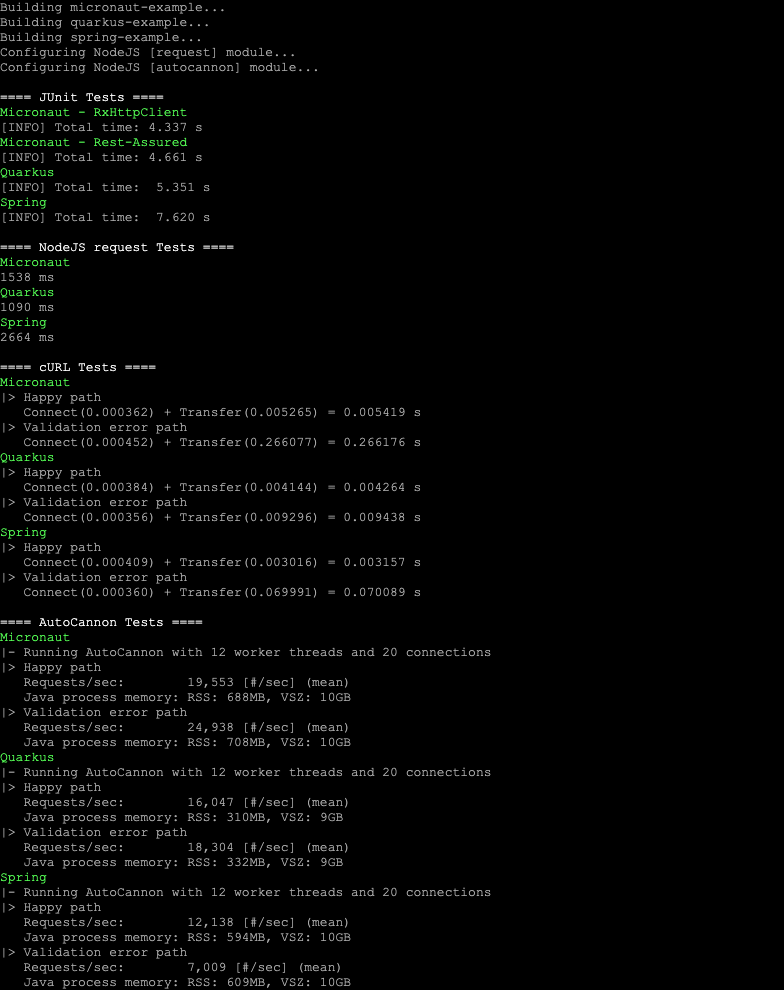 Building micronaut-example...
Building quarkus-example...
Building spring-example...
Configuring NodeJS [request] module...
Configuring NodeJS [autocannon] module...
==== JUnit Tests ====
Micronaut - RxHttpClient
[INFO] Total time: 4.337 s
Micronaut - Rest-Assured
[INFO] Total time: 4.661 s
Quarkus
[INFO] Total time:  5.351 s
Spring
[INFO] Total time:  7.620 s
==== NodeJS request Tests ====
Micronaut
1538 ms
Quarkus
1090 ms
Spring
2664 ms
==== cURL Tests ====
Micronaut
|> Happy path
   Connect(0.000362) + Transfer(0.005265) = 0.005419 s
|> Validation error path
   Connect(0.000452) + Transfer(0.266077) = 0.266176 s
Quarkus
|> Happy path
   Connect(0.000384) + Transfer(0.004144) = 0.004264 s
|> Validation error path
   Connect(0.000356) + Transfer(0.009296) = 0.009438 s
Spring
|> Happy path
   Connect(0.000409) + Transfer(0.003016) = 0.003157 s
|> Validation error path
   Connect(0.000360) + Transfer(0.069991) = 0.070089 s
==== AutoCannon Tests ====
Micronaut
|- Running AutoCannon with 12 worker threads and 20 connections
|> Happy path
   Requests/sec:        19,553 [#/sec] (mean)
   Java process memory: RSS: 688MB, VSZ: 10GB
|> Validation error path
   Requests/sec:        24,938 [#/sec] (mean)
   Java process memory: RSS: 708MB, VSZ: 10GB
Quarkus
|- Running AutoCannon with 12 worker threads and 20 connections
|> Happy path
   Requests/sec:        16,047 [#/sec] (mean)
   Java process memory: RSS: 310MB, VSZ: 9GB
|> Validation error path
   Requests/sec:        18,304 [#/sec] (mean)
   Java process memory: RSS: 332MB, VSZ: 9GB
Spring
|- Running AutoCannon with 12 worker threads and 20 connections
|> Happy path
   Requests/sec:        12,138 [#/sec] (mean)
   Java process memory: RSS: 594MB, VSZ: 10GB
|> Validation error path
   Requests/sec:        7,009 [#/sec] (mean)
   Java process memory: RSS: 609MB, VSZ: 10GB